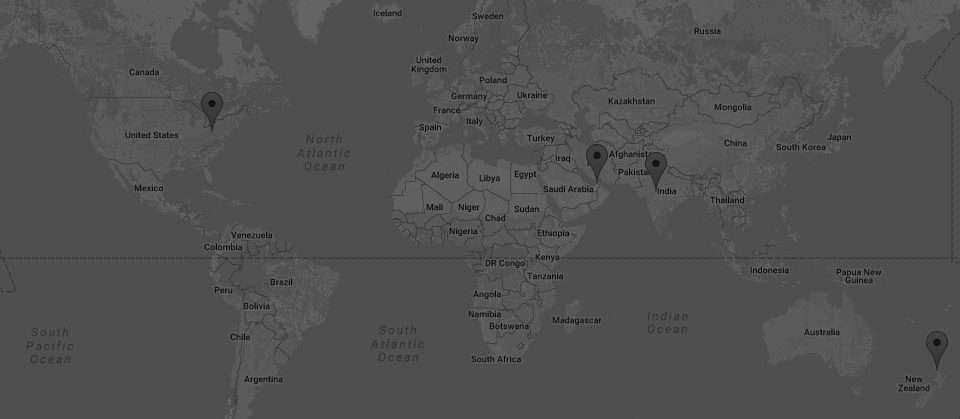 Iceland
Sweden
Russia
Norway
United
Kingdom
Canada
Poland
Germany
Ukraine
Kazakhstan
Mongolia
France
Italy
Spain
United States
North
Atlantic
Ocean
Turkey
Japan
China
South Korea
Iraq
Afghanist
Algeria
Libya
Egypt
Pakista
Mexico
Saudi Arabia
India
Thailand
Mali
Niger
Sudan
Chad
Venezuela
Nigeria
Ethiopia
Colombia
Kenya
DR Congo
Indonesia
Papua New
Guinea
Tanzania
Brazil
Peru
Angola
Bolivia
Namibia
Madagascar
Indian
Ocean
Botswana
South
Pacific
Ocean
South
Atlantic
Ocean
Australia
Chile
South Africa
Argentina
New
Zealand